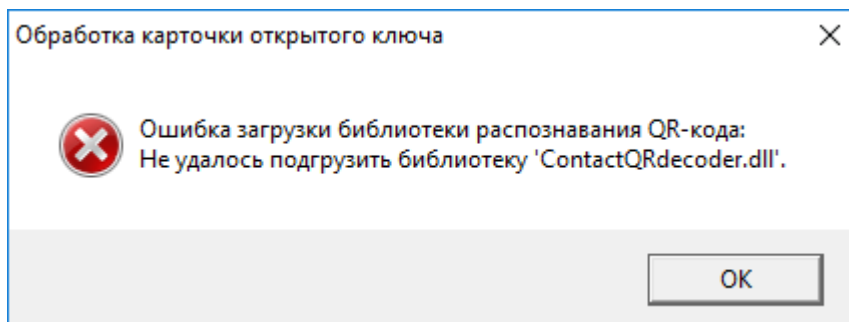 Обработка карточки открытого ключа
Ошибка загрузки библиотеки распознавания QR-кода:
Не удалось подгрузить библиотеку 'ContactQRdecoder.dll'.
OK